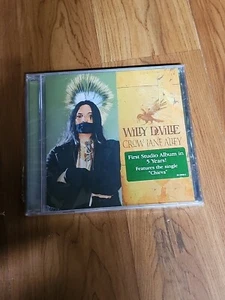 WILLY DEVILLE
CROW JANE ALLEY
First Studio Album in
5 Years!
Features the single
"Chieva"